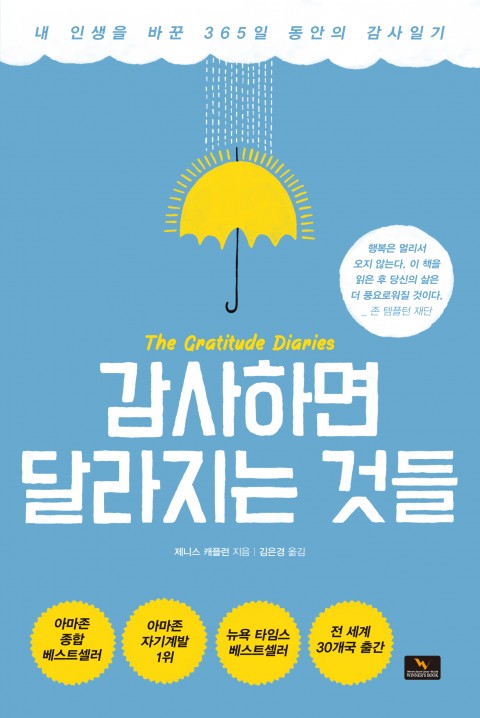 내 인생을 바꾼 365일 동안의 감사일기
행복은 멀리서
오지 않는다. 이 책을
읽은 후 당신의 삶은
더 풍요로워질 것이다.
_ 존 템플턴 재단
The Gratitude Diaries
감사하면
달라지는 것들
제니스 캐플런 지음 | 김은경 옮김
아마존
종합
베스트셀러
아마존
자기계발
1위
뉴욕 타임스
베스트셀러
전 세계
30개국 출간
WINNER'S BOOK